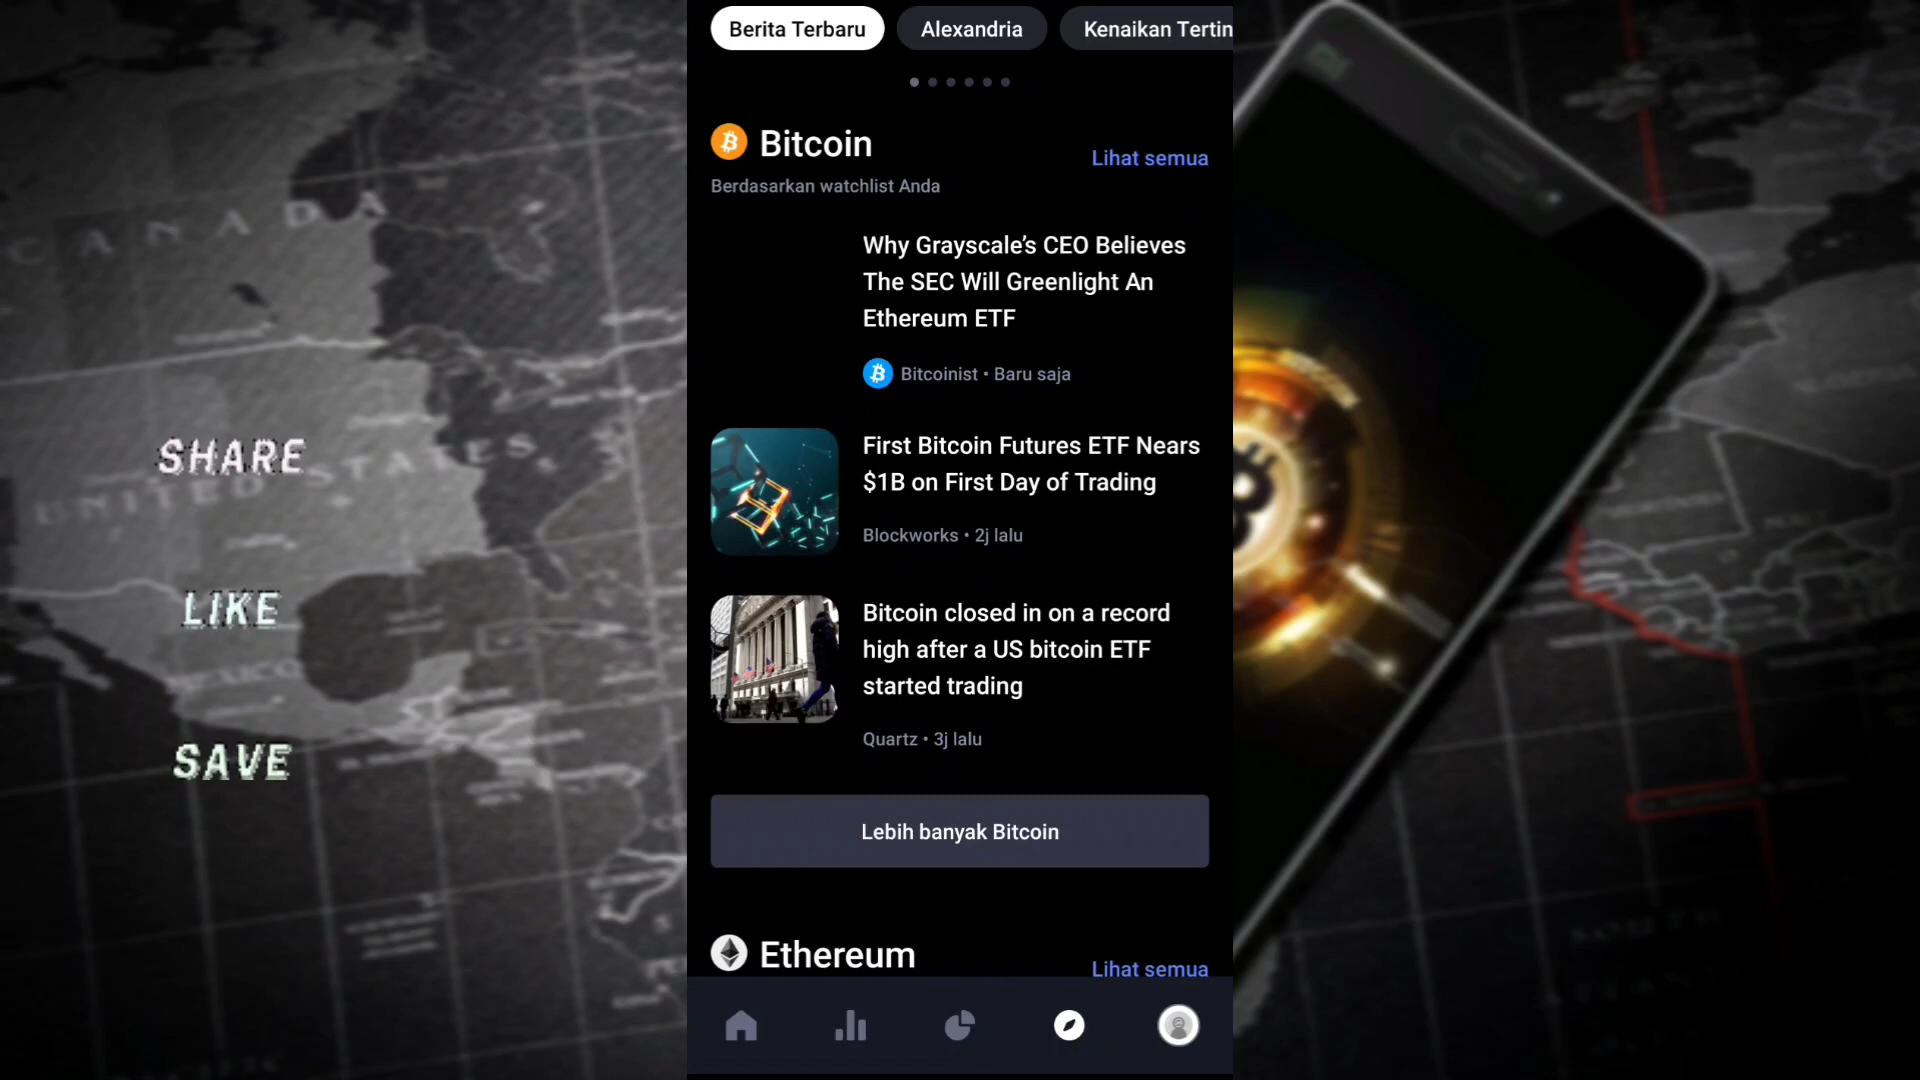 Berita Terbaru
Alexandria
Kenaikan Tertin
Bitcoin
Lihat semua
Berdasarkan watchlist Anda
Why Grayscale’s CEO Believes
The SEC Will Greenlight An
Ethereum ETF
Bitcoinist • Baru saja
First Bitcoin Futures ETF Nears
$1B on First Day of Trading
Blockworks • 2j lalu
Bitcoin closed in on a record
high after a US bitcoin ETF
started trading
Quartz • 3j lalu
Lebih banyak Bitcoin
Ethereum
Lihat semua
CANADA
SHARE
UNITED STATES
LIKE
SAVE